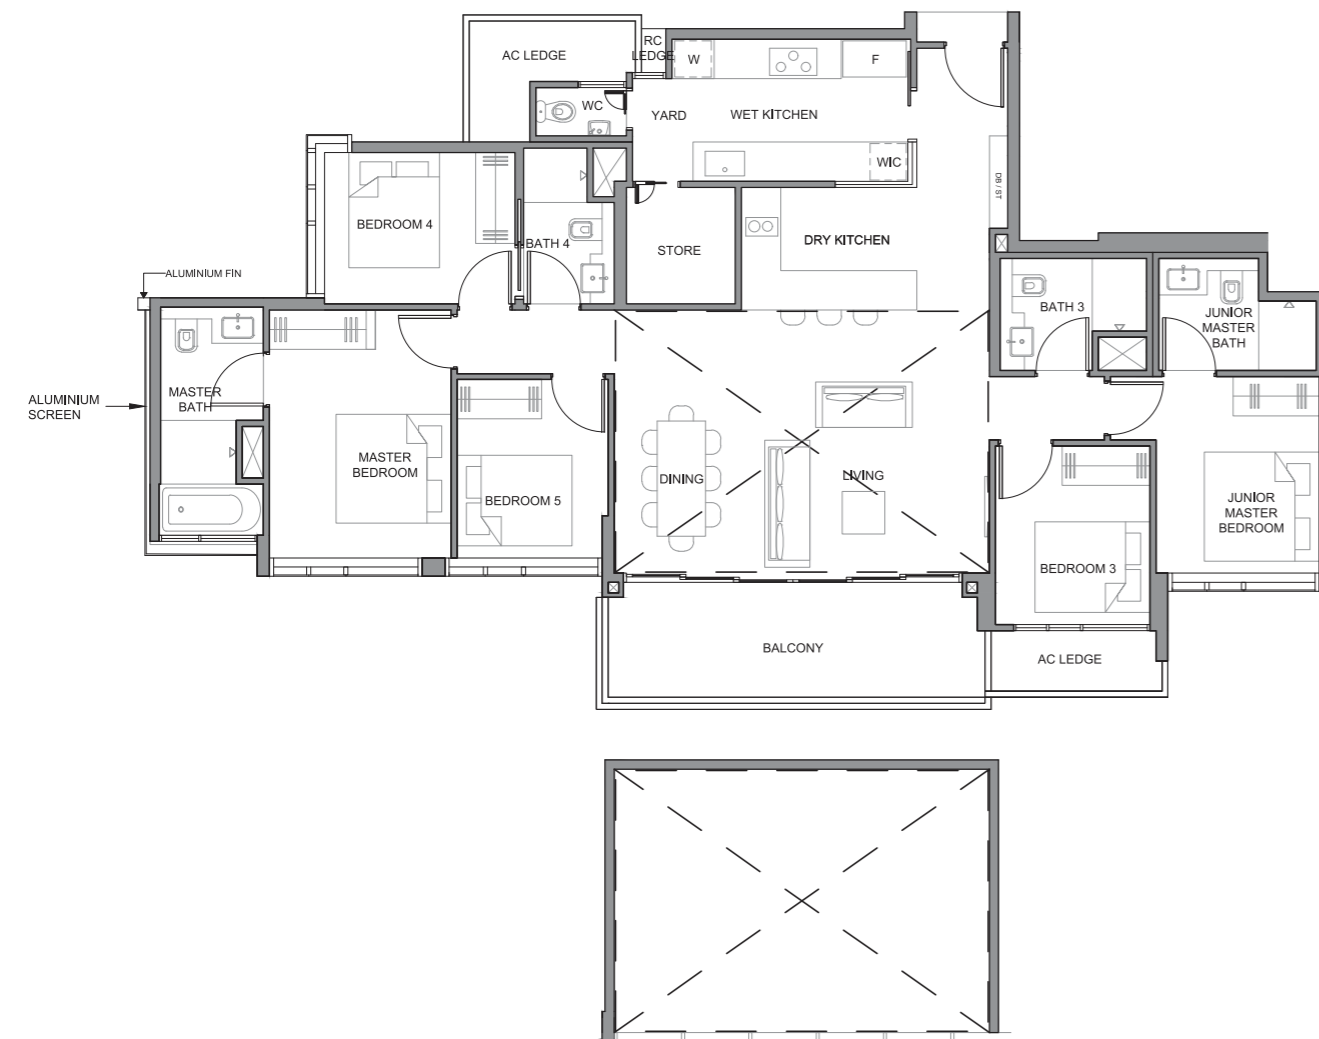 AC LEDGE
RC
LEDGE
W
F
WC
YARD
WET KITCHEN
WIC
DB / ST
BEDROOM 4
BATH 4
STORE
DRY KITCHEN
ALUMINIUM FIN
BATH 3
JUNIOR
MASTER
BATH
ALUMINIUM
SCREEN
MASTER
BATH
MASTER
BEDROOM
BEDROOM 5
DINING
LIVING
JUNIOR
MASTER
BEDROOM
BEDROOM 3
BALCONY
AC LEDGE